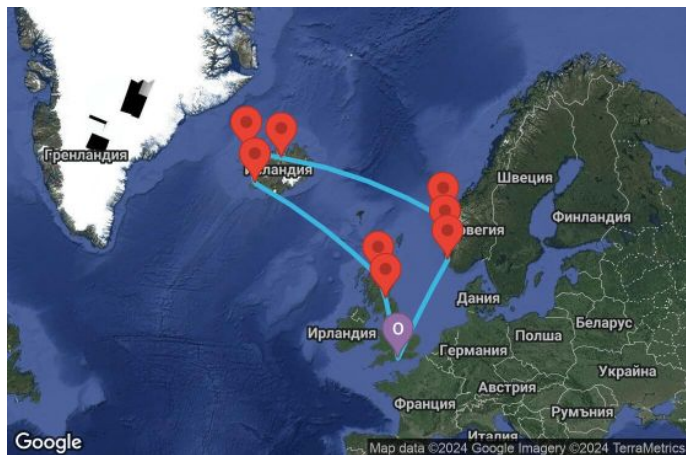 Гренландия
Исландия
Швеция
Норвегия
Финландия
Дания
Ирландия
Беларус
Полша
Германия
Украйна
Австрия
Франция
Румъния
Италия
O
Google
Map data ©2024 Google Imagery ©2024 TerraMetrics